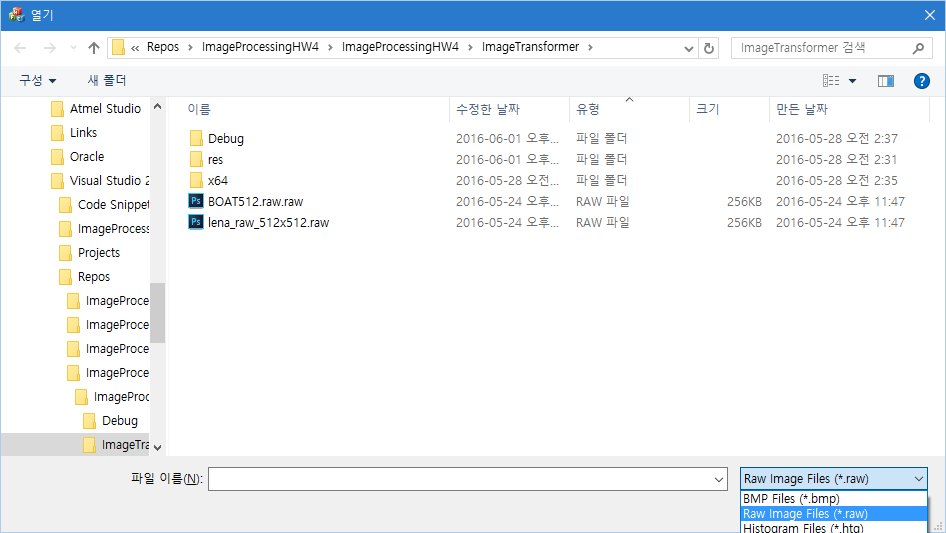 열기
« Repos > ImageProcessingHW4 > ImageProcessingHW4 > ImageTransformer >
ImageTransformer 검색
구성 새 폴더
이름 수정한 날짜 유형 크기 만든 날짜
Atmel Studio
Links
Oracle
Visual Studio 2
Code Snippet
ImageProcess
Projects
Repos
ImageProce
ImageProce
ImageProce
ImageProce
ImageProc
Debug
ImageTra
Debug 2016-06-01 오후... 파일 폴더 2016-05-28 오전 2:37
res 2016-06-01 오후... 파일 폴더 2016-05-28 오전 2:31
x64 2016-05-28 오전... 파일 폴더 2016-05-28 오전 2:35
Ps BOAT512.raw.raw 2016-05-24 오후... RAW 파일 256KB 2016-05-24 오후 11:47
Ps lena_raw_512x512.raw 2016-05-24 오후... RAW 파일 256KB 2016-05-24 오후 11:47
파일 이름(N):
Raw Image Files (*.raw)
BMP Files (*.bmp)
Raw Image Files (*.raw)
Histogram Files (*.htg)